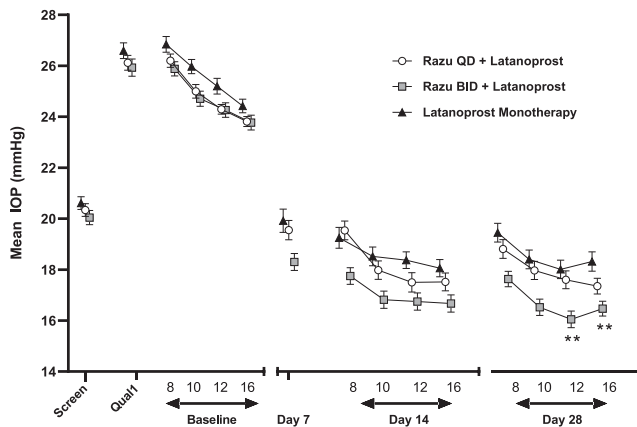 28
26
24
22
20
18
16
14
Mean IOP (mmHg)
Razu QD + Latanoprost
Razu BID + Latanoprost
Latanoprost Monotherapy
** **
Screen Qual1 8 10 12 16 8 10 12 16 8 10 12 16
Baseline Day 7 Day 14 Day 28